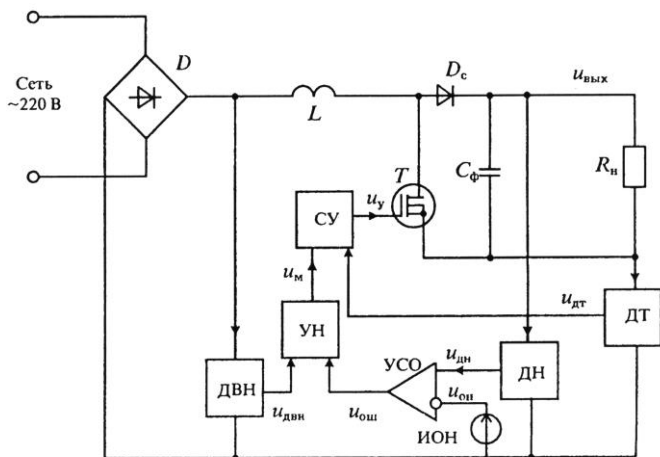 Сеть
~220 В
D
L
Dс
uвых
Cф
Rн
T
СУ
uу
uм
uдт
УН
ДТ
УСО
uдн
ДН
ДВН
uдвн
uош
uон
ИОН